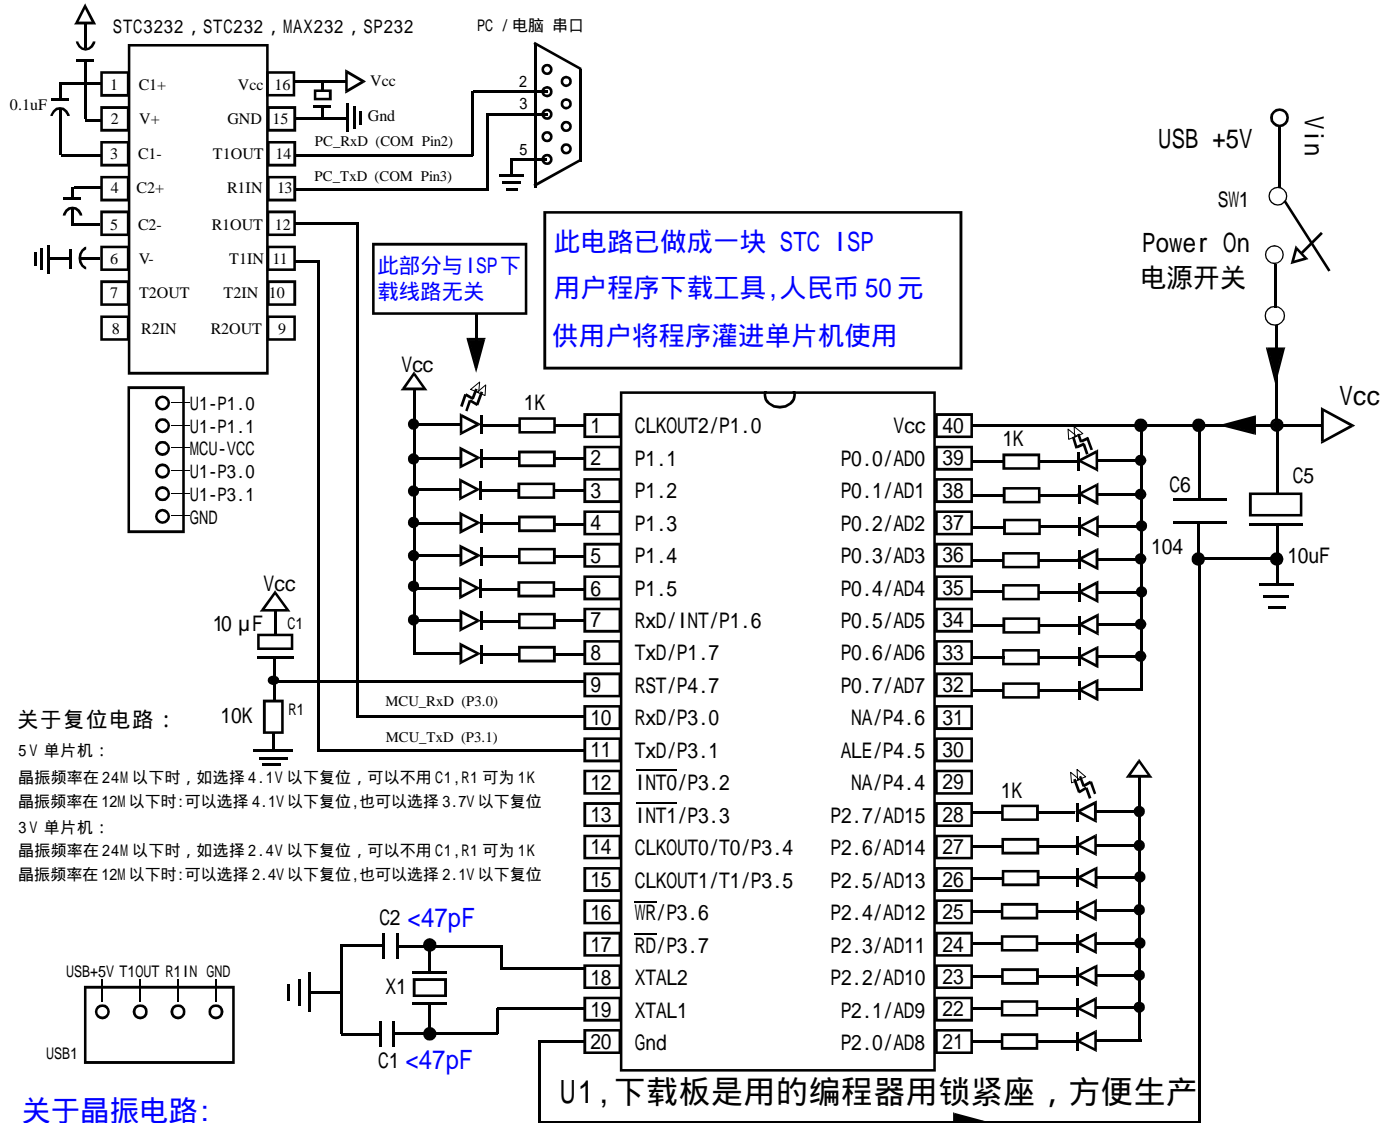 STC3232，STC232，MAX232，SP232
PC /电脑 串口
0.1uF
1 C1+ Vcc 16 Vcc
2 V+ GND 15 Gnd
3 C1- T1OUT 14 PC_RxD (COM Pin2)
4 C2+ R1IN 13 PC_TxD (COM Pin3)
5 C2- R1OUT 12
6 V- T1IN 11
7 T2OUT T2IN 10
8 R2IN R2OUT 9
2
3
5
USB +5V
Vin
SW1
Power On
电源开关
此部分与ISP下
载线路无关
此电路已做成一块 STC ISP
用户程序下载工具,人民币50元
供用户将程序灌进单片机使用
U1-P1.0
U1-P1.1
MCU-VCC
U1-P3.0
U1-P3.1
GND
Vcc
1K
Vcc
1 CLKOUT2/P1.0 Vcc 40
2 P1.1 P0.0/AD0 39 1K
3 P1.2 P0.1/AD1 38
4 P1.3 P0.2/AD2 37
5 P1.4 P0.3/AD3 36
6 P1.5 P0.4/AD4 35
7 RxD/INT/P1.6 P0.5/AD5 34
8 TxD/P1.7 P0.6/AD6 33
9 RST/P4.7 P0.7/AD7 32
10 RxD/P3.0 NA/P4.6 31
11 TxD/P3.1 ALE/P4.5 30
12 INT0/P3.2 NA/P4.4 29
13 INT1/P3.3 P2.7/AD15 28 1K
14 CLKOUT0/T0/P3.4 P2.6/AD14 27
15 CLKOUT1/T1/P3.5 P2.5/AD13 26
16 WR/P3.6 P2.4/AD12 25
17 RD/P3.7 P2.3/AD11 24
18 XTAL2 P2.2/AD10 23
19 XTAL1 P2.1/AD9 22
20 Gnd P2.0/AD8 21
C6
104
C5
10uF
Vcc
10 μF C1
10K R1
MCU_RxD (P3.0)
MCU_TxD (P3.1)
关于复位电路：
5V 单片机：
晶振频率在24M以下时，如选择4.1V以下复位，可以不用C1,R1可为1K
晶振频率在12M以下时:可以选择4.1V以下复位,也可以选择3.7V以下复位
3V 单片机：
晶振频率在24M以下时，如选择2.4V以下复位，可以不用C1,R1可为1K
晶振频率在12M以下时:可以选择2.4V以下复位,也可以选择2.1V以下复位
C2 <47pF
X1
C1 <47pF
USB+5V T1OUT R1IN GND
USB1
U1,下载板是用的编程器用锁紧座，方便生产
关于晶振电路: